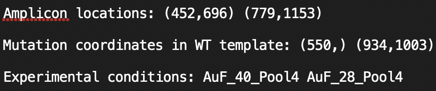 Amplicon locations: (452,696) (779,1153)
Mutation coordinates in WT template: (550,) (934,1003)
Experimental conditions: AuF_40_Pool4 AuF_28_Pool4